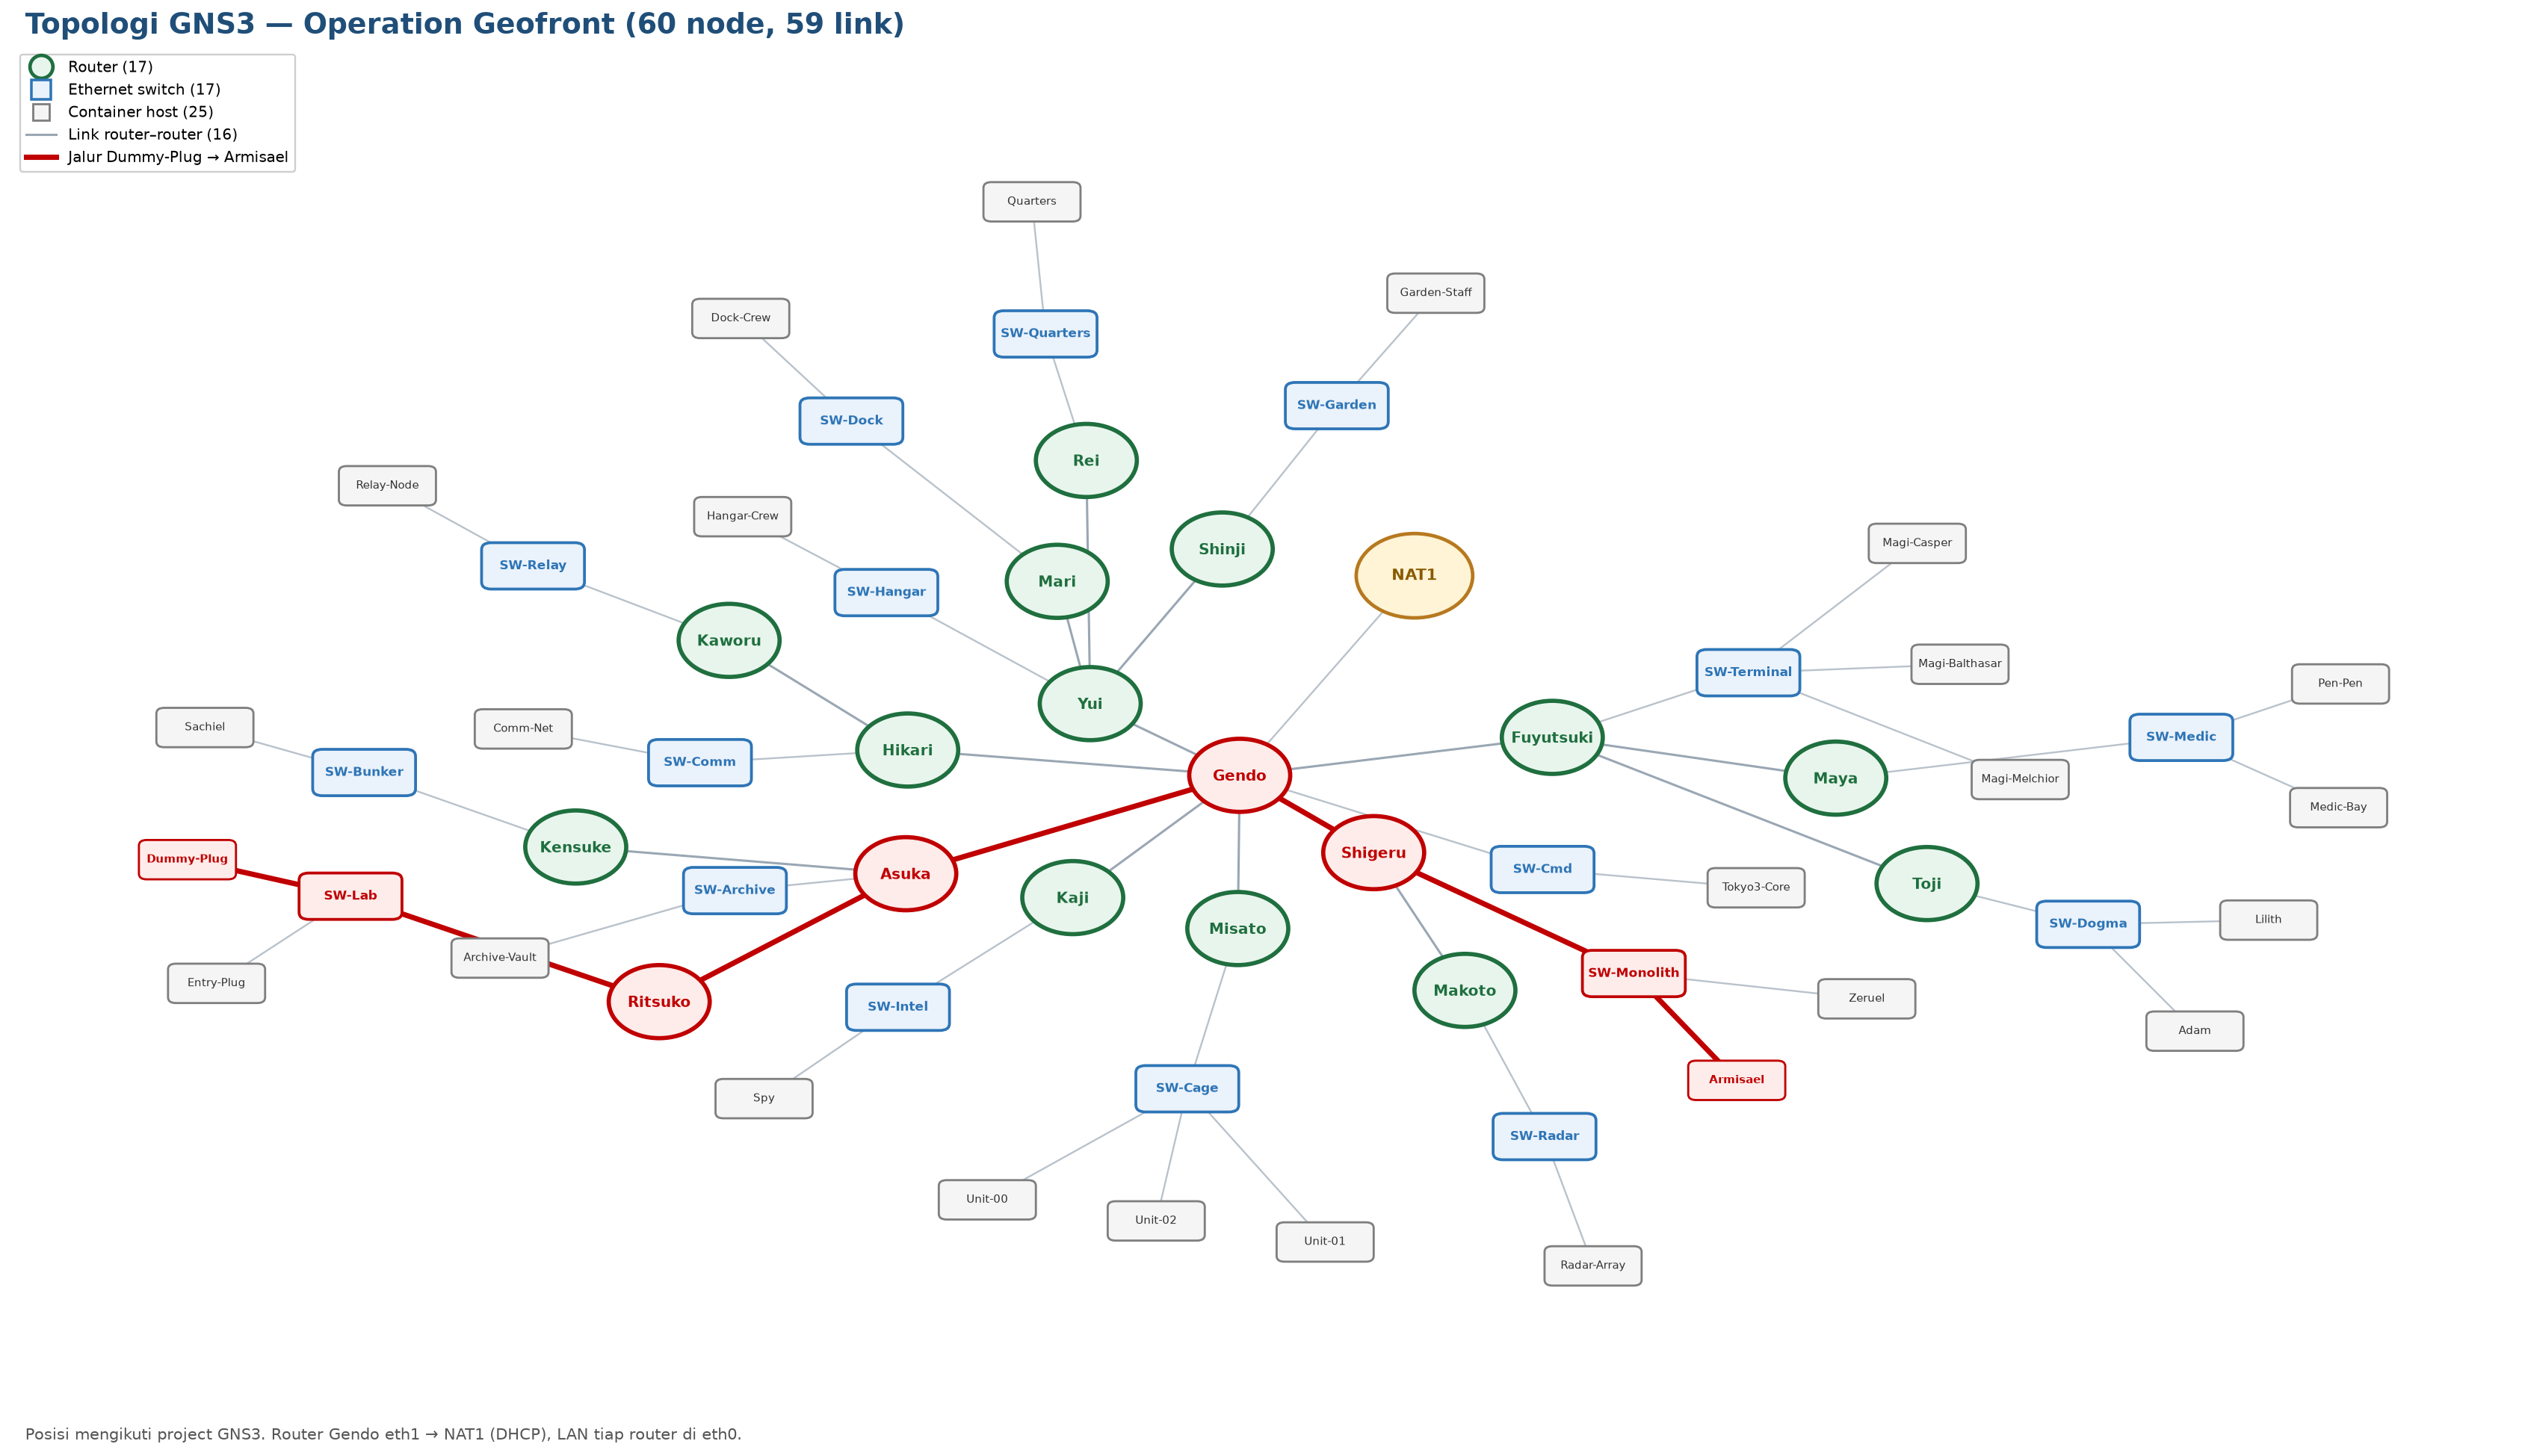 Topologi GNS3 — Operation Geofront (60 node, 59 link)
Router (17)
Ethernet switch (17)
Container host (25)
Link router–router (16)
Jalur Dummy-Plug → Armisael
Quarters
Garden-Staff
Dock-Crew
SW-Quarters
SW-Garden
SW-Dock
Rei
Relay-Node
Hangar-Crew
Magi-Casper
Shinji
SW-Relay
NAT1
Mari
SW-Hangar
Kaworu
Magi-Balthasar
SW-Terminal
Pen-Pen
Yui
Sachiel
Comm-Net
SW-Medic
Fuyutsuki
Hikari
SW-Comm
SW-Bunker
Gendo
Maya
Magi-Melchior
Medic-Bay
Kensuke
Shigeru
Dummy-Plug
SW-Cmd
Asuka
Toji
Tokyo3-Core
SW-Archive
SW-Lab
Kaji
Lilith
SW-Dogma
Misato
Archive-Vault
SW-Monolith
Entry-Plug
Makoto
Zeruel
Ritsuko
SW-Intel
Adam
Armisael
SW-Cage
Spy
SW-Radar
Unit-00
Unit-02
Unit-01
Radar-Array
Posisi mengikuti project GNS3. Router Gendo eth1 → NAT1 (DHCP), LAN tiap router di eth0.